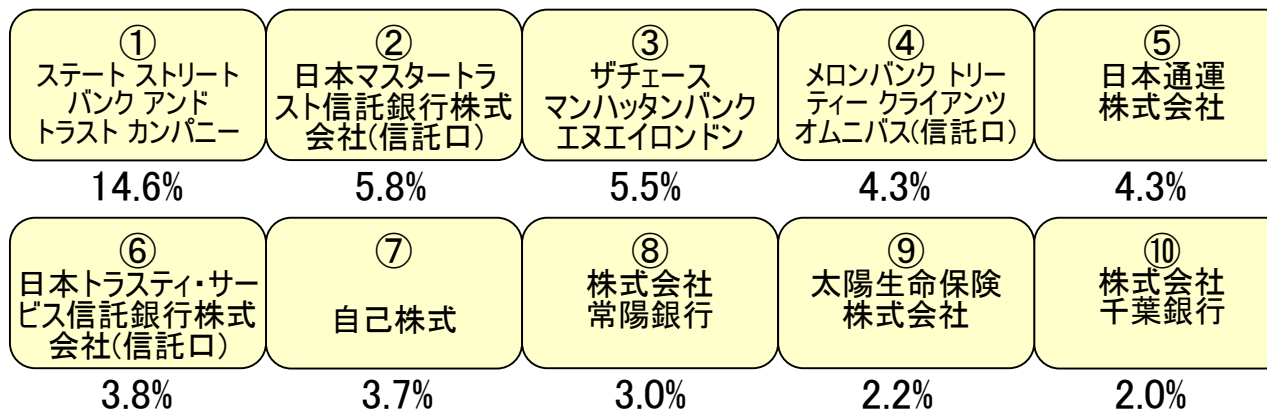 ①
ステート ストリート
バンク アンド
トラスト カンパニー
14.6%
②
日本マスタートラ
スト信託銀行株式
会社(信託口)
5.8%
③
ザチェース
マンハッタンバンク
エヌエイロンドン
5.5%
④
メロンバンク トリー
ティー クライアンツ
オムニバス(信託口)
4.3%
⑤
日本通運
株式会社
4.3%
⑥
日本トラスティ・サー
ビス信託銀行株式
会社(信託口)
3.8%
⑦
自己株式
3.7%
⑧
株式会社
常陽銀行
3.0%
⑨
太陽生命保険
株式会社
2.2%
⑩
株式会社
千葉銀行
2.0%